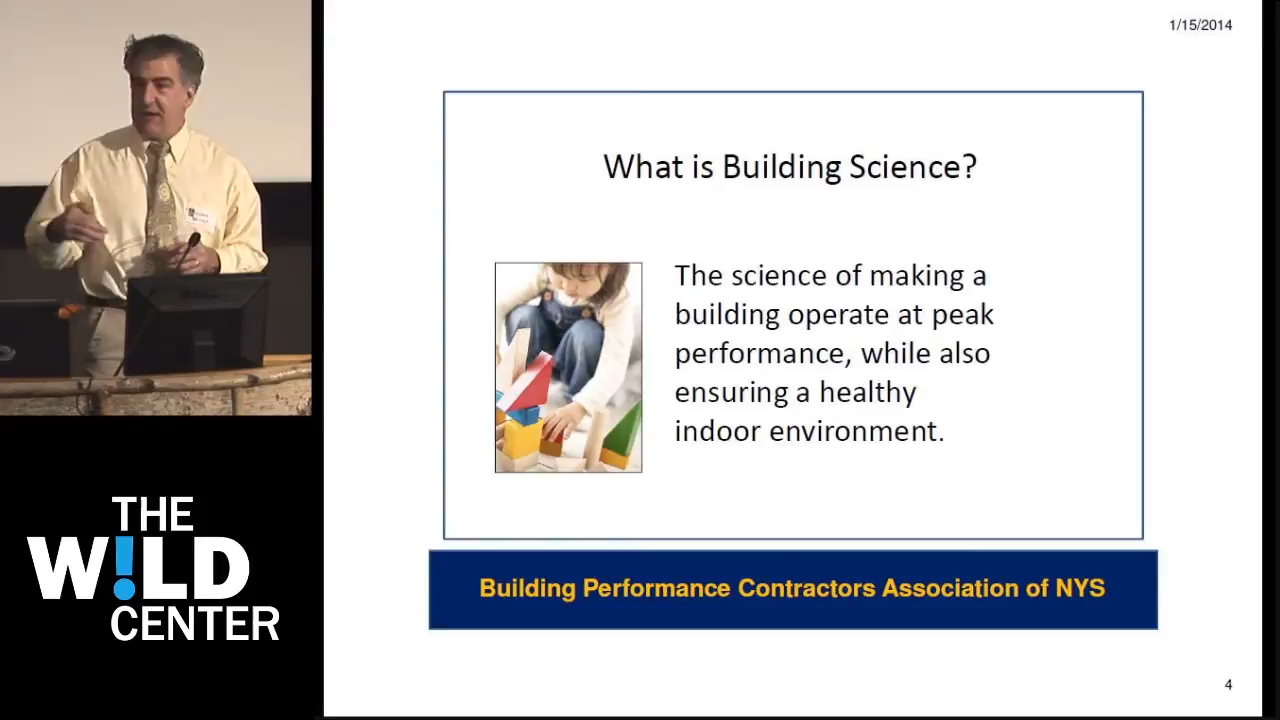 1/15/2014
What is Building Science?
The science of making a
building operate at peak
performance, while also
ensuring a healthy
indoor environment.
Building Performance Contractors Association of NYS
4
THE
W!LD
CENTER